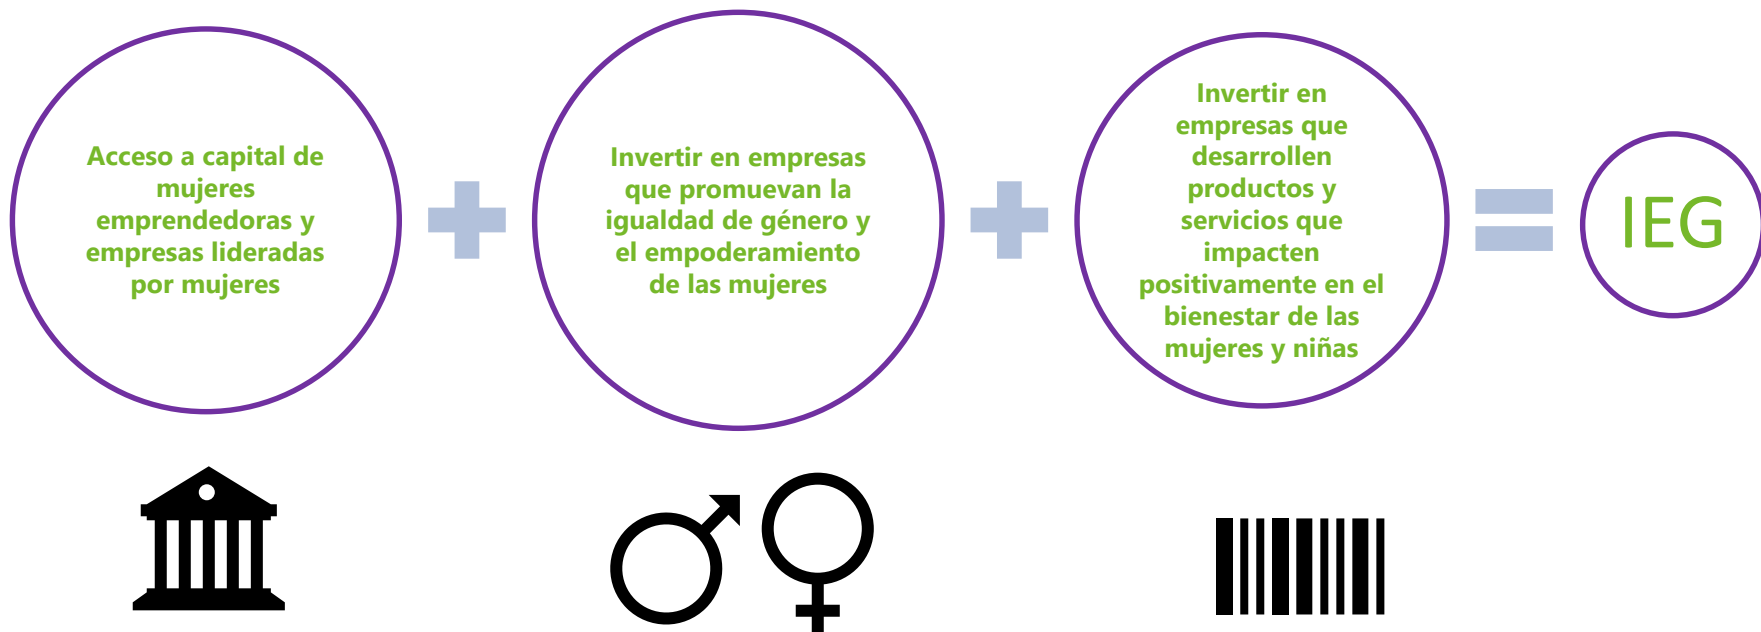 Acceso a capital de
mujeres
emprendedoras y
empresas lideradas
por mujeres
Invertir en empresas
que promuevan la
igualdad de género y
el empoderamiento
de las mujeres
Invertir en
empresas que
desarrollen
productos y
servicios que
impacten
positivamente en el
bienestar de las
mujeres y niñas
IEG